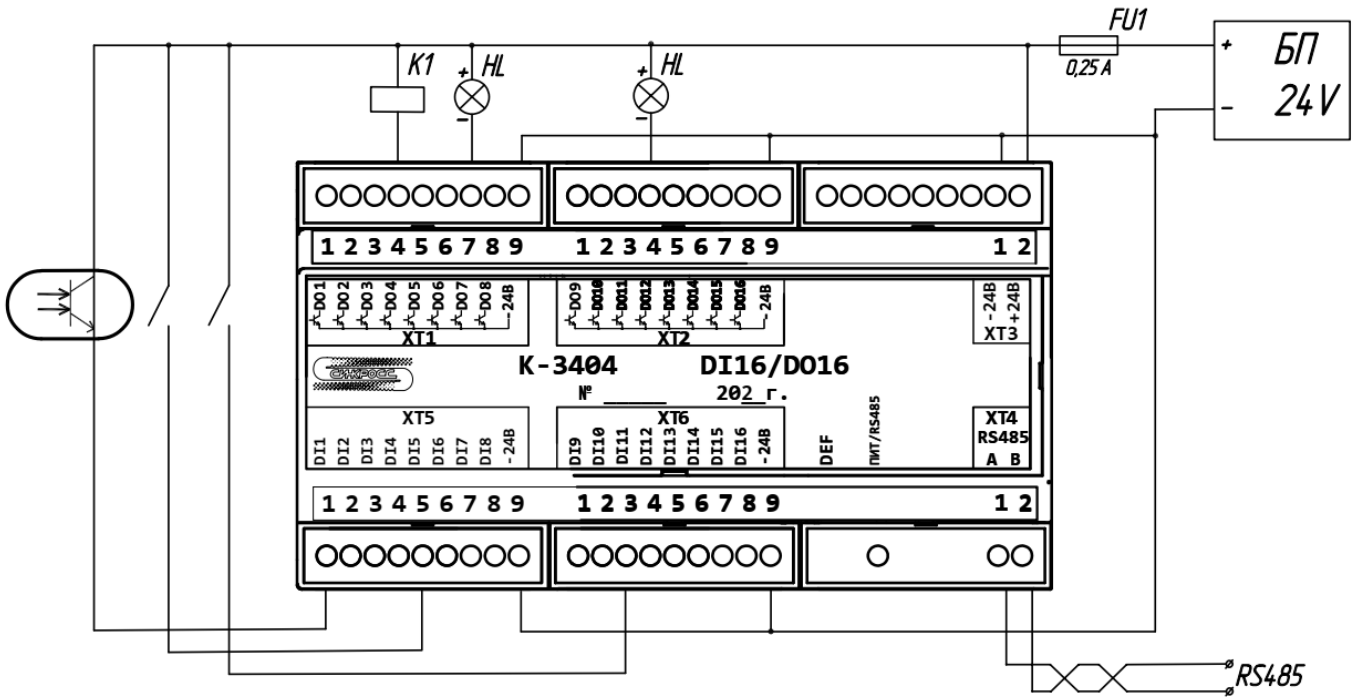 FU1
0,25 А
+ БП
- 24V
K1
+ HL -
+ HL -
1 2 3 4 5 6 7 8 9
1 2 3 4 5 6 7 8 9
1 2
DO1 DO2 DO3 DO4 DO5 DO6 DO7 DO8 -24В
XT1
DO9 DO10 DO11 DO12 DO13 DO14 DO15 DO16 -24В
XT2
-24В +24В
XT3
СИНКРОСС
К-3404 DI16/DO16
№ ______ 202__г.
XT5
DI1 DI2 DI3 DI4 DI5 DI6 DI7 DI8 -24В
XT6
DI9 DI10 DI11 DI12 DI13 DI14 DI15 DI16 -24В
DEF
ПИТ/RS485
XT4
RS485
A B
1 2 3 4 5 6 7 8 9
1 2 3 4 5 6 7 8 9
1 2
RS485